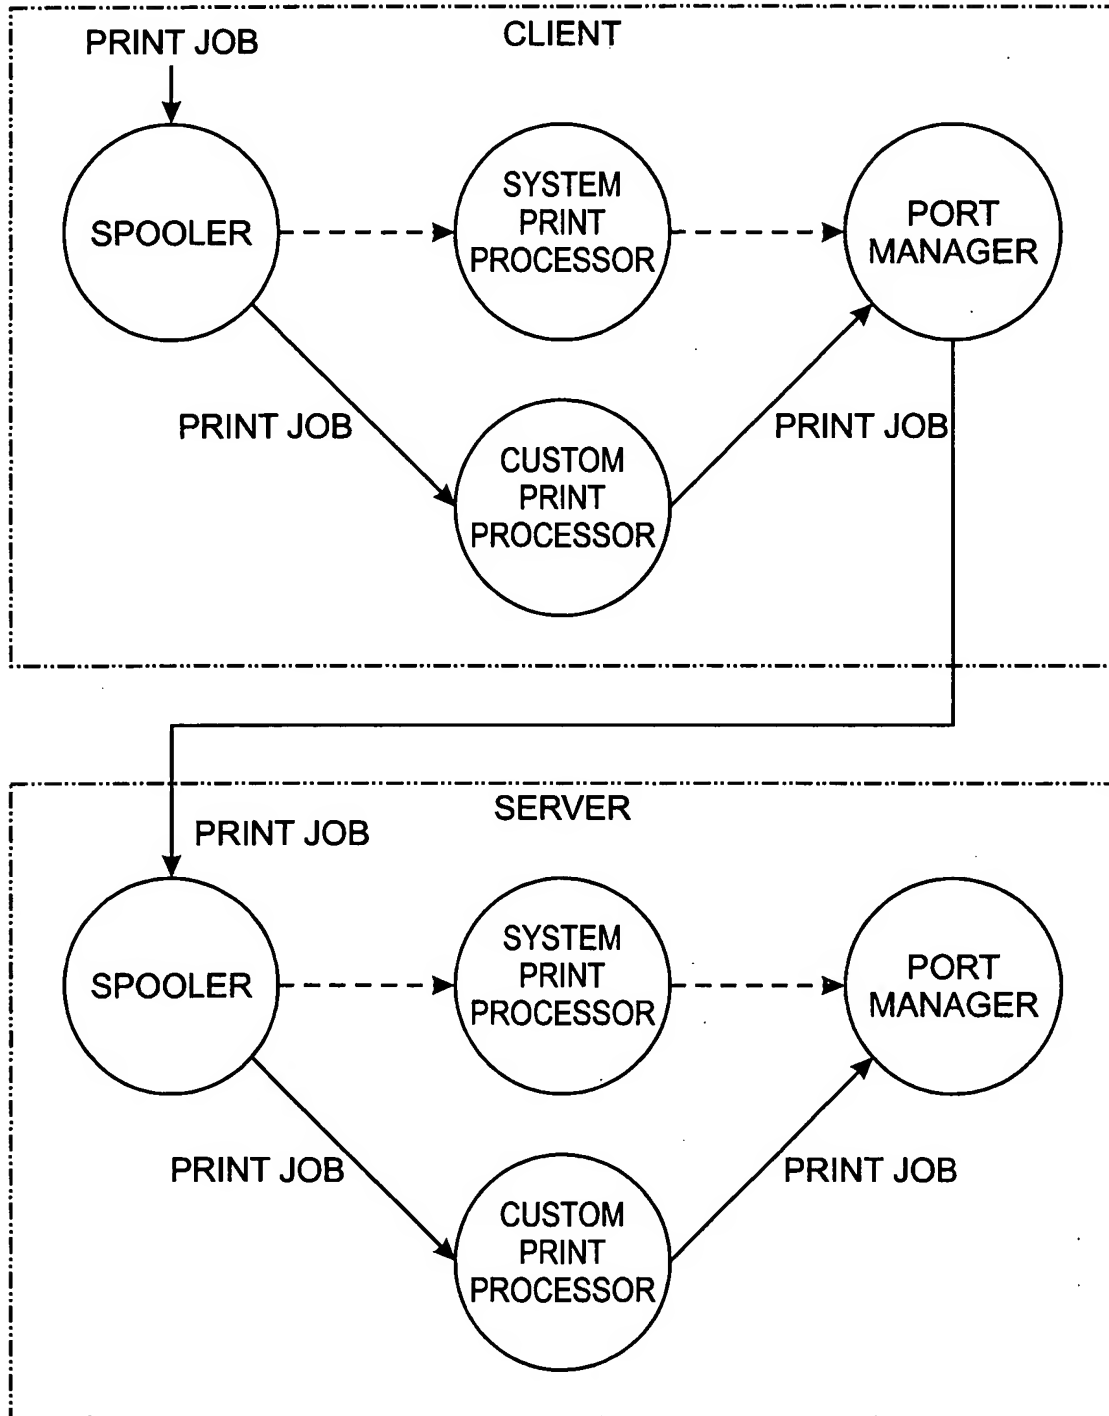 CLIENT
PRINT JOB
SPOOLER
SYSTEM
PRINT
PROCESSOR
PORT
MANAGER
PRINT JOB
PRINT JOB
CUSTOM
PRINT
PROCESSOR
SERVER
PRINT JOB
SPOOLER
SYSTEM
PRINT
PROCESSOR
PORT
MANAGER
PRINT JOB
PRINT JOB
CUSTOM
PRINT
PROCESSOR